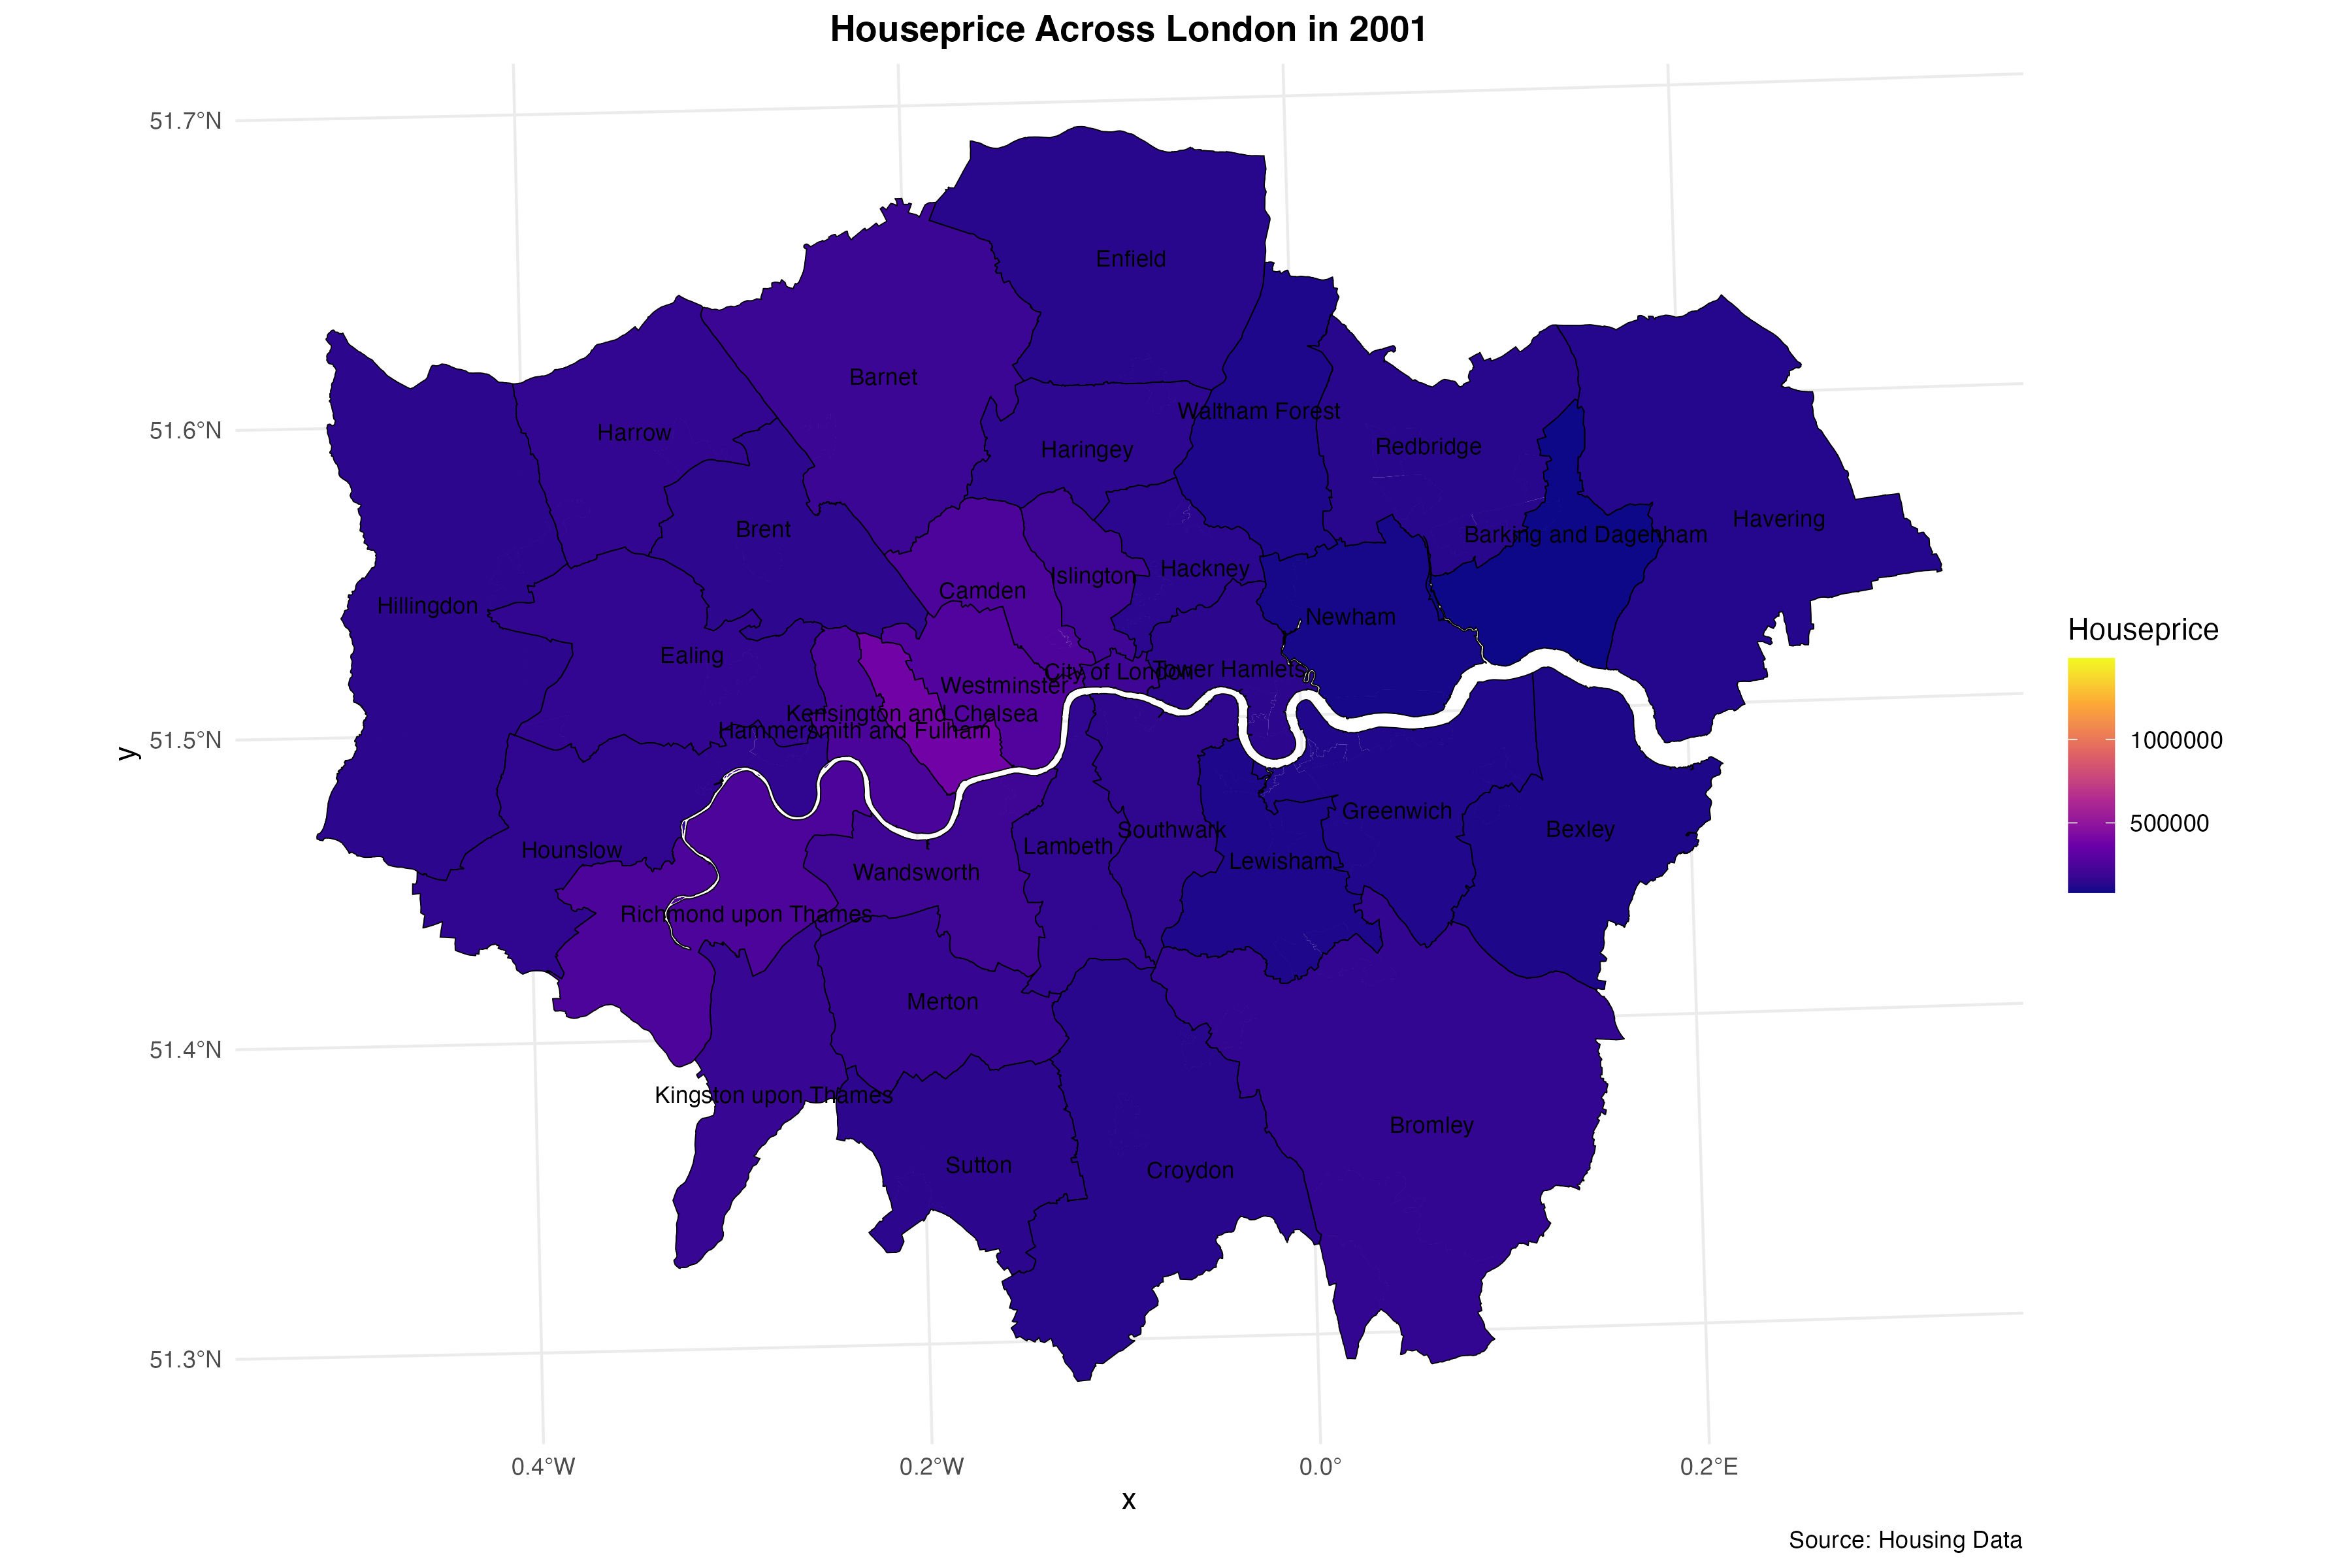 Houseprice Across London in 2001
51.7°N
51.6°N
51.5°N
51.4°N
51.3°N
y
Enfield
Barnet
Waltham Forest
Harrow
Haringey
Redbridge
Havering
Brent
Barking and Dagenham
Hackney
Islington
Camden
Hillingdon
Newham
Ealing
City of London
Tower Hamlets
Westminster
Kensington and Chelsea
Hammersmith and Fulham
Greenwich
Bexley
Southwark
Lambeth
Hounslow
Lewisham
Wandsworth
Richmond upon Thames
Merton
Kingston upon Thames
Bromley
Sutton
Croydon
Houseprice
1000000
500000
0.4°W
0.2°W
0.0°
0.2°E
x
Source: Housing Data